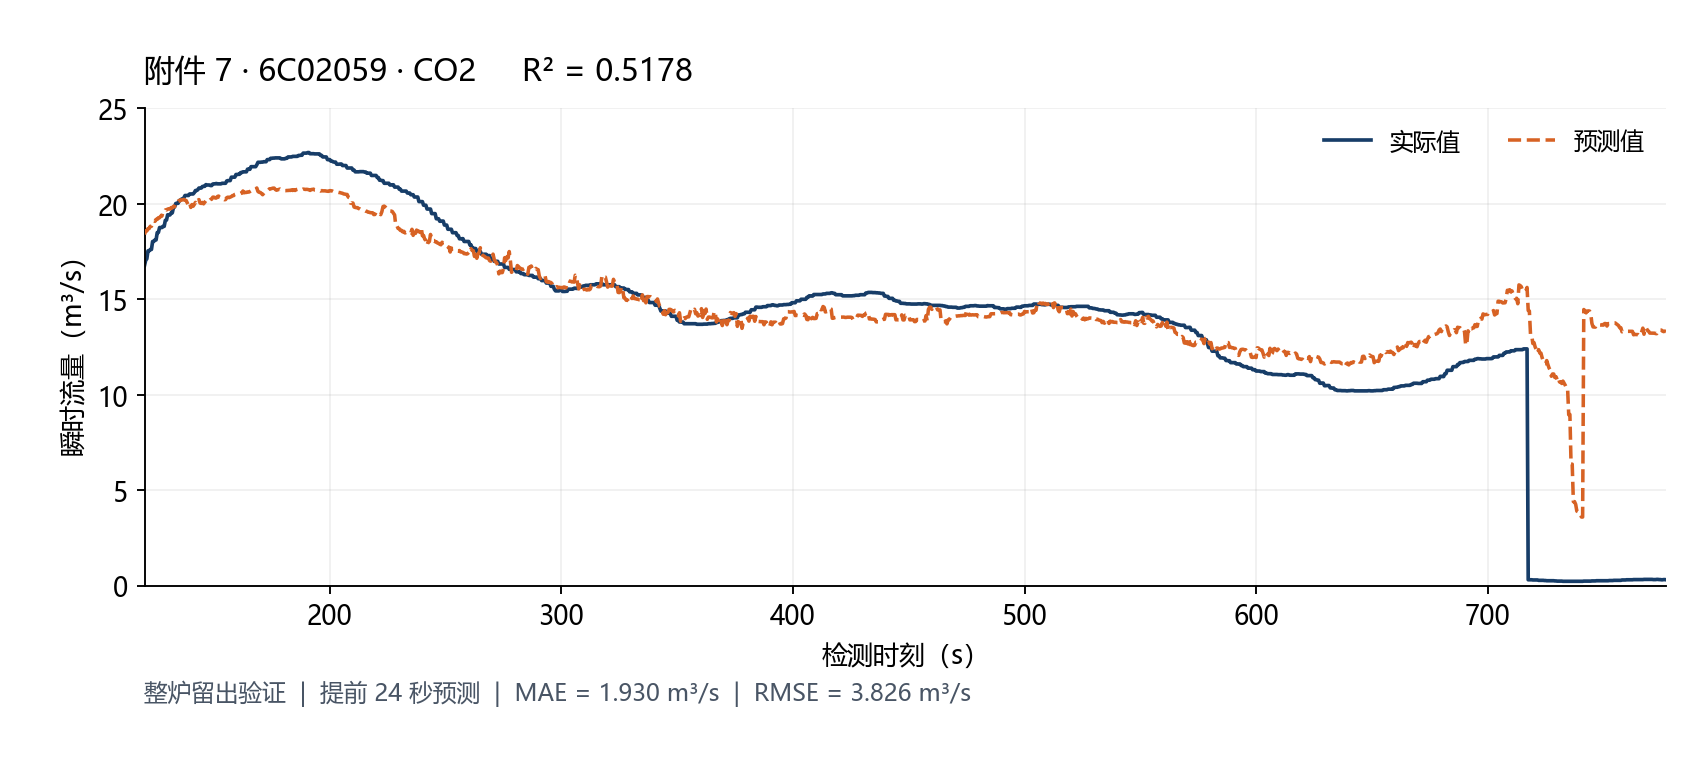 附件 7 · 6C02059 · CO2 R² = 0.5178
实际值 预测值
瞬时流量（m³/s）
25
20
15
10
5
0
200 300 400 500 600 700
检测时刻（s）
整炉留出验证 | 提前 24 秒预测 | MAE = 1.930 m³/s | RMSE = 3.826 m³/s